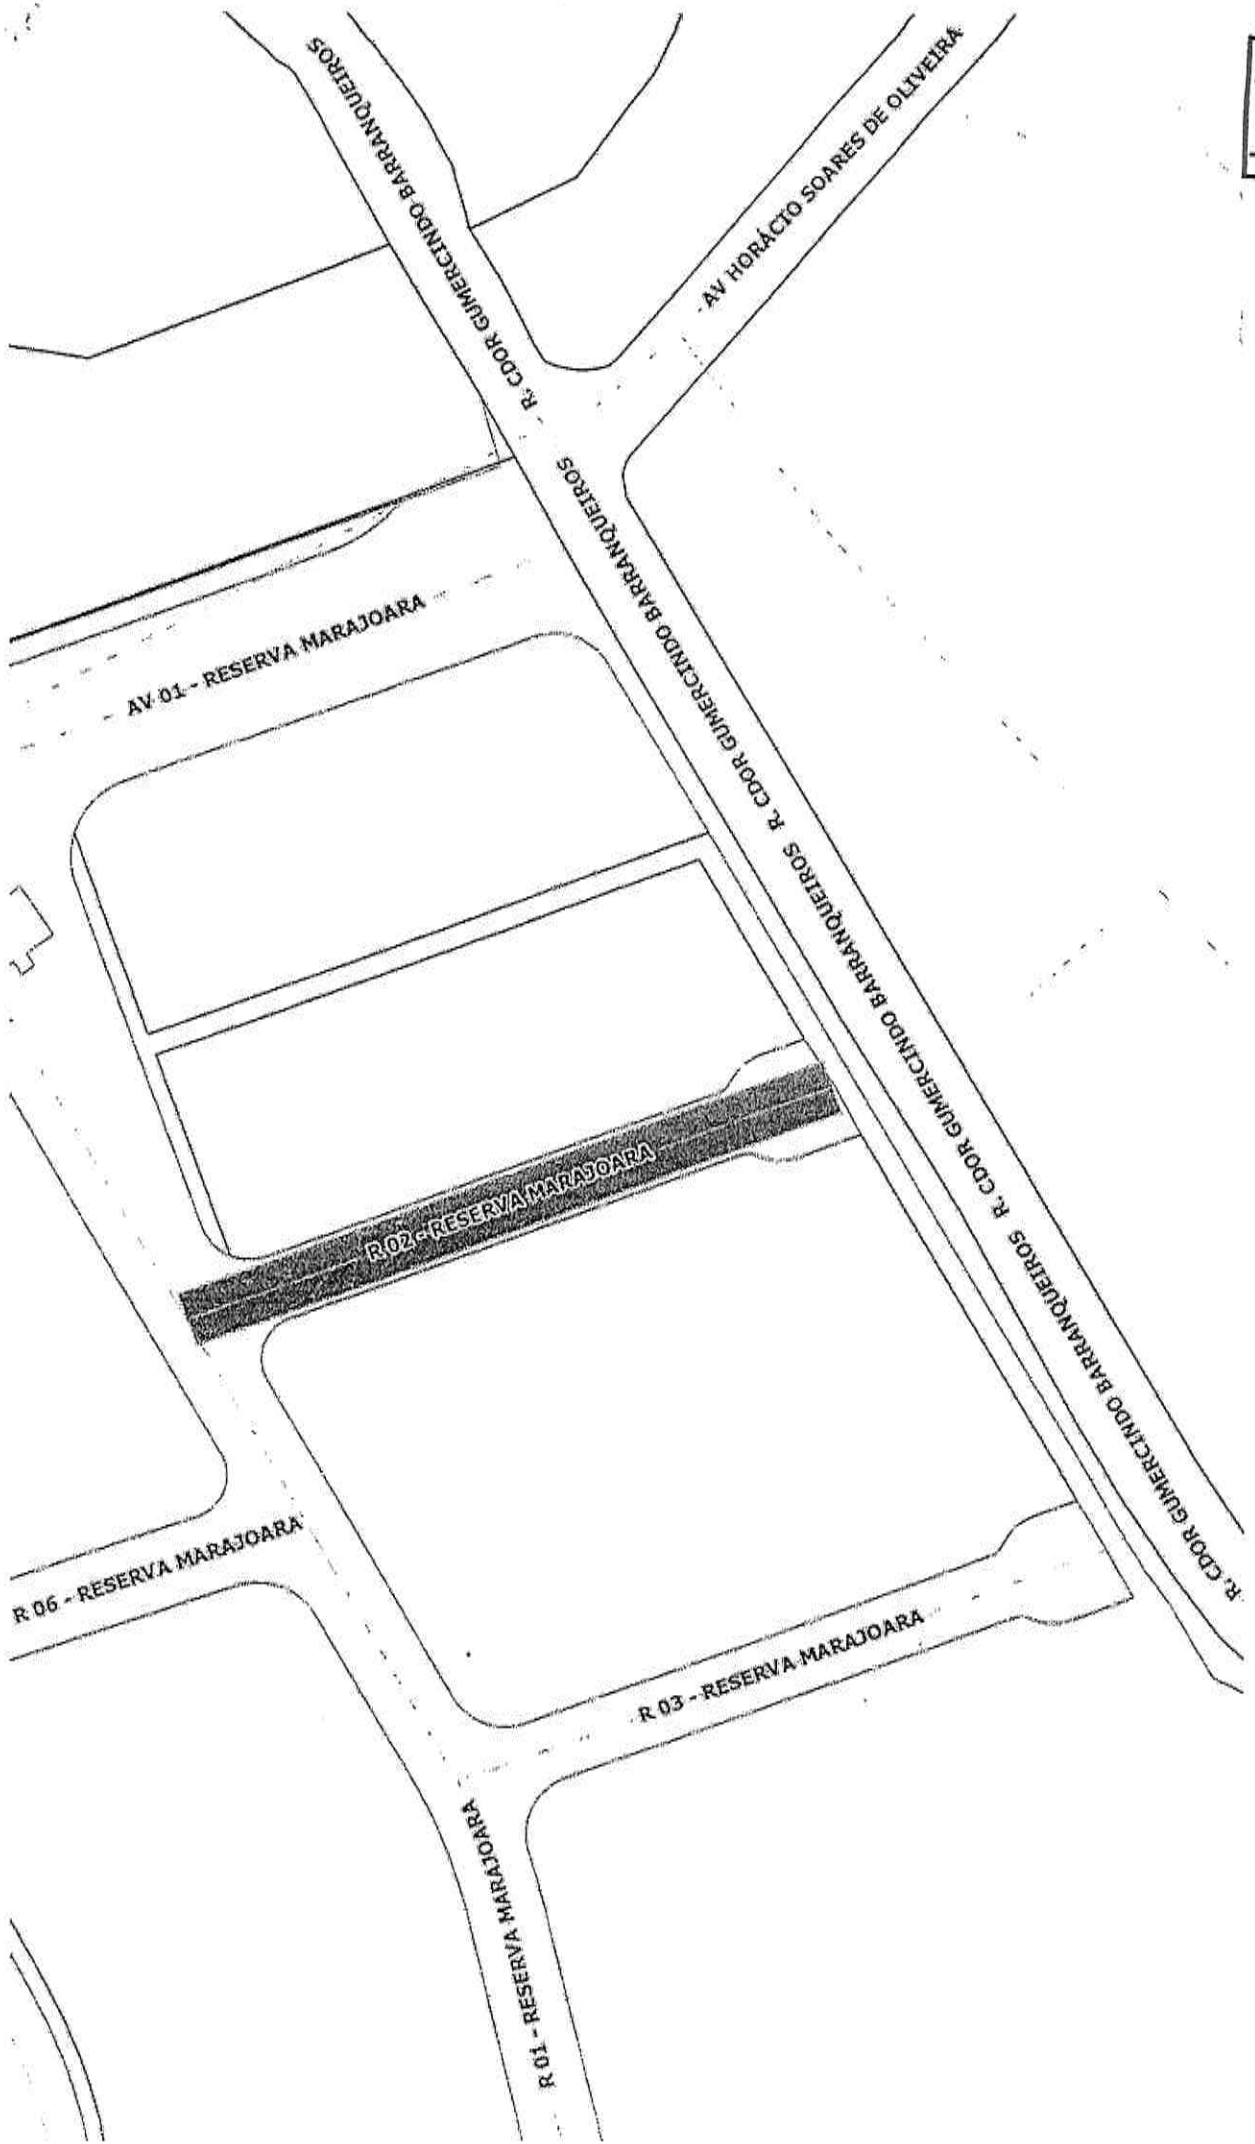 R. CDOR GUMERCINDO BARRANQUEIROS
AV HORÁCIO SOARES DE OLIVEIRA
R. CDOR GUMERCINDO BARRANQUEIROS
AV 01 - RESERVA MARAJOARA
R. CDOR GUMERCINDO BARRANQUEIROS
R 02 - RESERVA MARAJOARA
R. CDOR GUMERCINDO BARRANQUEIROS
R 06 - RESERVA MARAJOARA
R 03 - RESERVA MARAJOARA
R 01 - RESERVA MARAJOARA